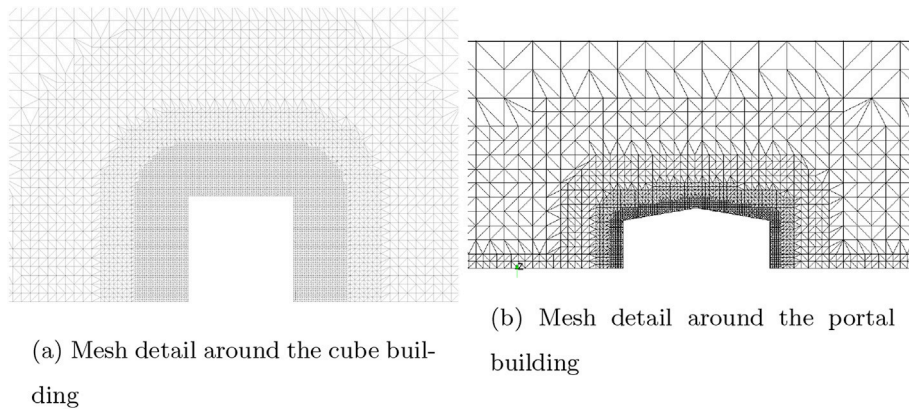 Z
(a) Mesh detail around the cube buil-
ding
(b) Mesh detail around the portal
building